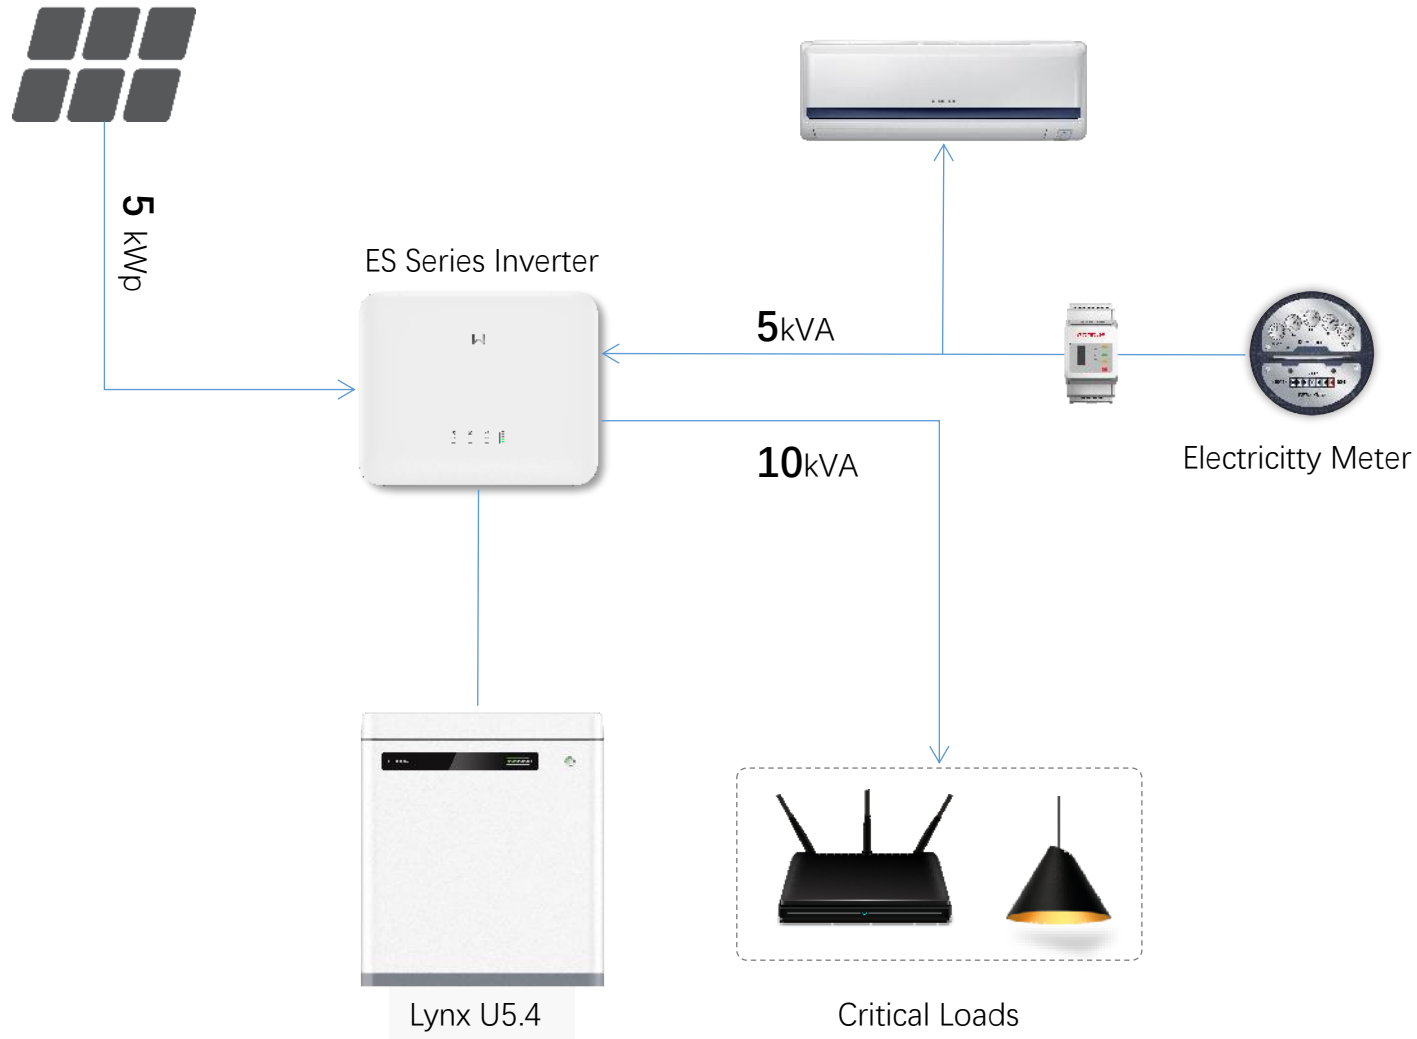 5 kWp
ES Series Inverter
5kVA
10kVA
Electricitty Meter
Lynx U5.4
Critical Loads